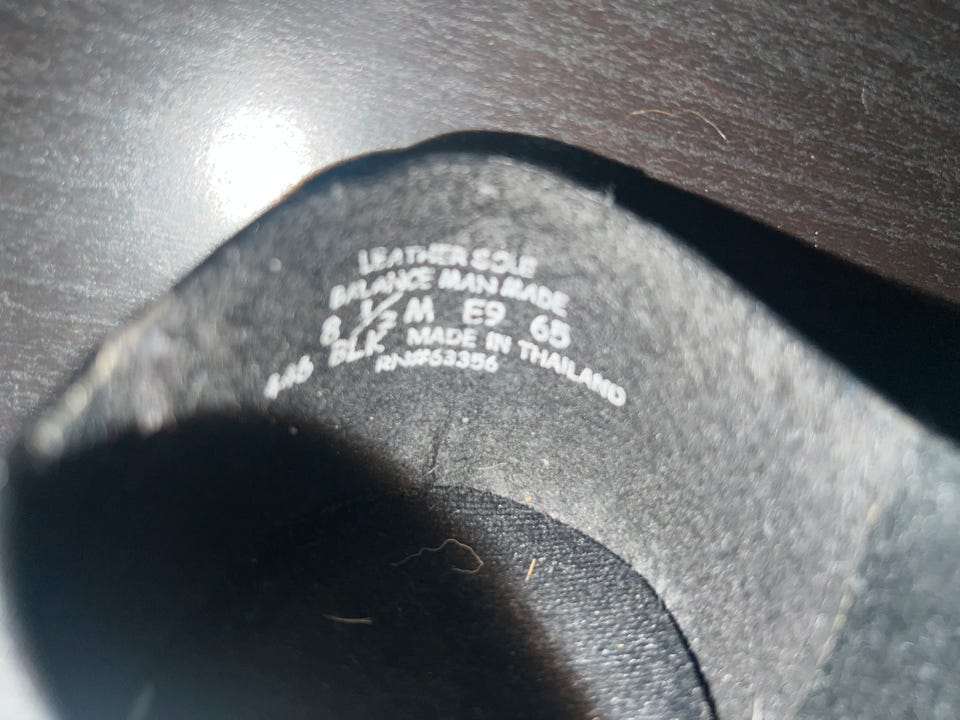 LEATHER SOLE
BALANCE MAN MADE
8 1/2 M E9 65
BLK MADE IN THAILAND
RN#63356